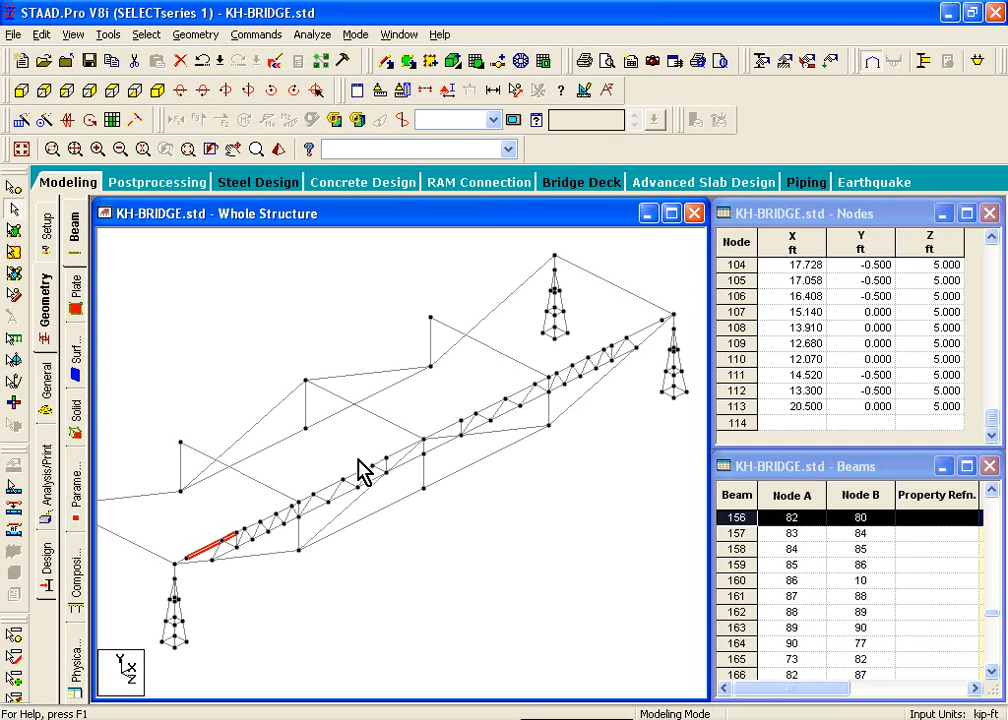 STAAD.Pro V8i (SELECTseries 1) - KH-BRIDGE.std
File Edit View Tools Select Geometry Commands Analyze Mode Window Help
Modeling Postprocessing Steel Design Concrete Design RAM Connection Bridge Deck Advanced Slab Design Piping Earthquake
Setup
Geometry
General
Analysis/Print
Design
Beam
Plate
Surf...
Solid
Parame...
Composi...
Physica...
KH-BRIDGE.std - Whole Structure
Y
X
Z
KH-BRIDGE.std - Nodes
Node X ft Y ft Z ft
104 17.728 -0.500 5.000
105 17.058 -0.500 5.000
106 16.408 -0.500 5.000
107 15.140 0.000 5.000
108 13.910 0.000 5.000
109 12.680 0.000 5.000
110 12.070 0.000 5.000
111 14.520 -0.500 5.000
112 13.300 -0.500 5.000
113 20.500 0.000 5.000
114
KH-BRIDGE.std - Beams
Beam Node A Node B Property Refn.
156 82 80
157 83 84
158 84 85
159 85 86
160 86 10
161 87 88
162 88 89
163 89 90
164 90 77
165 73 82
166 82 87
For Help, press F1 Modeling Mode Input Units: kip-ft